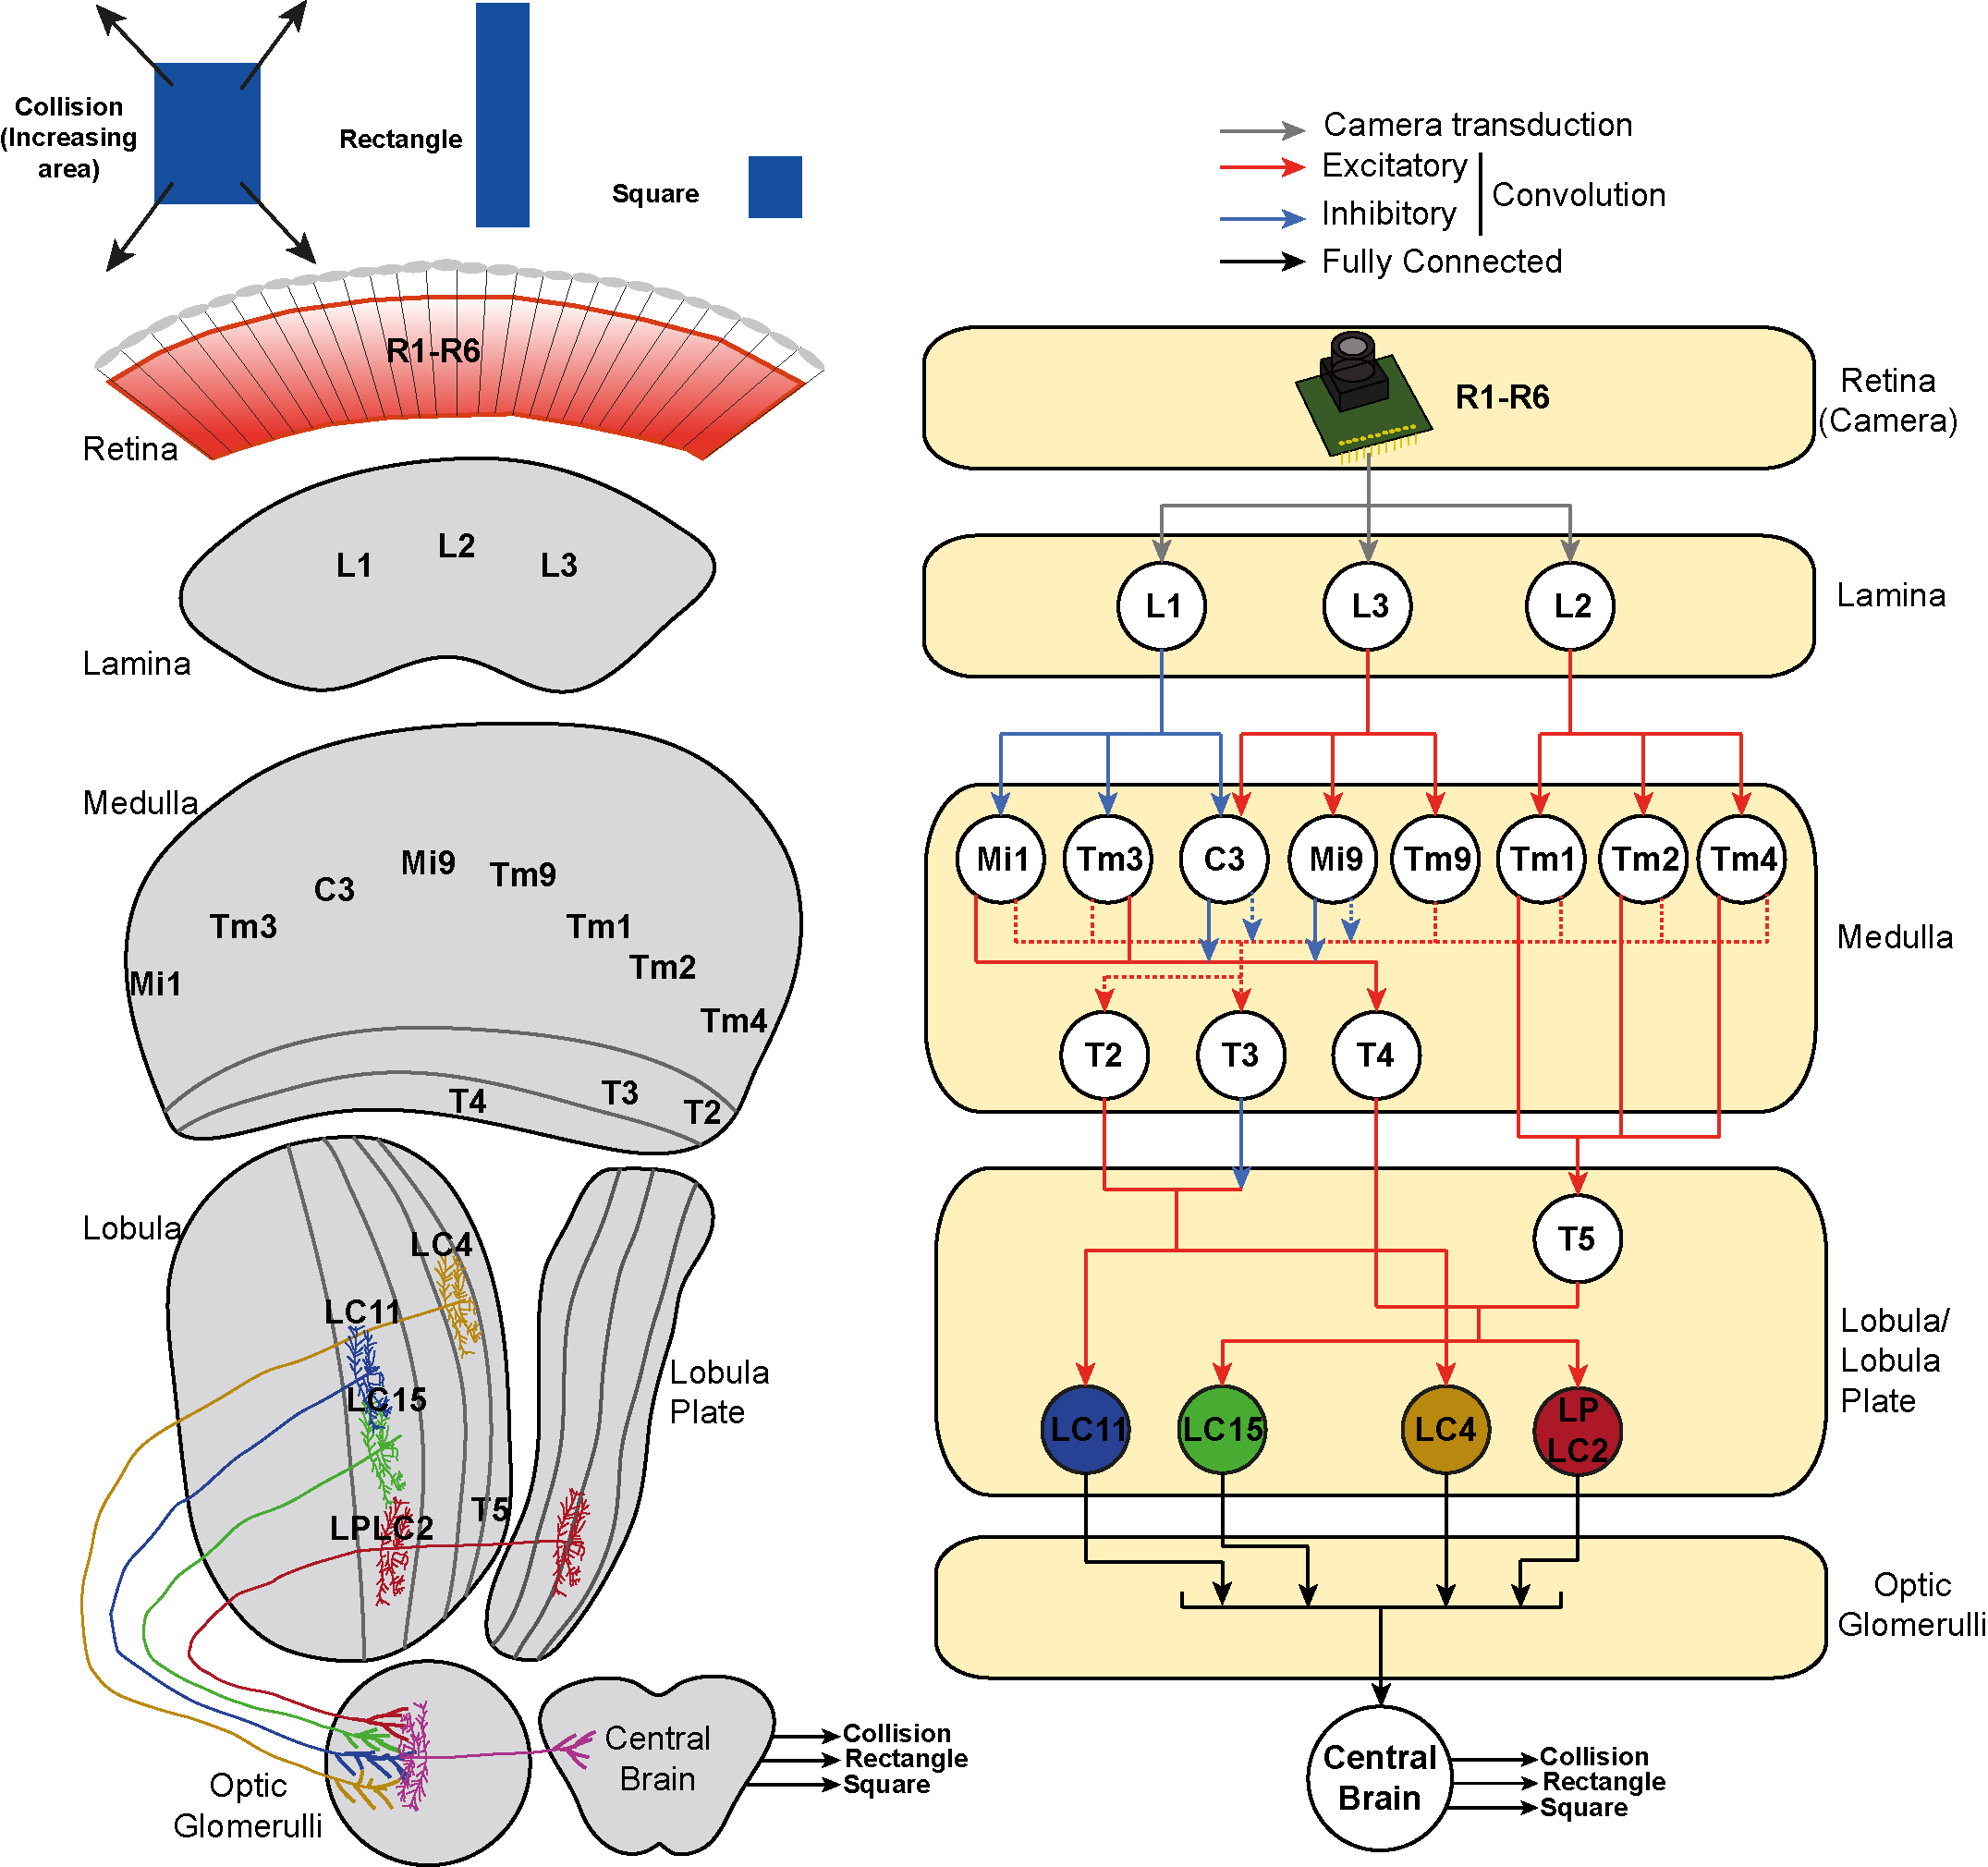 Collision
(Increasing
area)
Rectangle
Square
R1-R6
Retina
L1
L2
L3
Lamina
Medulla
Mi9
Tm9
C3
Tm3
Tm1
Mi1
Tm2
Tm4
T4
T3
T2
Lobula
LC4
LC11
LC15
LPLC2
T5
Lobula
Plate
Optic
Glomerulli
Central
Brain
Collision
Rectangle
Square
Camera transduction
Excitatory
Inhibitory
Convolution
Fully Connected
R1-R6
Retina
(Camera)
L1
L3
L2
Lamina
Mi1
Tm3
C3
Mi9
Tm9
Tm1
Tm2
Tm4
Medulla
T2
T3
T4
T5
Lobula/
Lobula
Plate
LC11
LC15
LC4
LP
LC2
Optic
Glomerulli
Central
Brain
Collision
Rectangle
Square